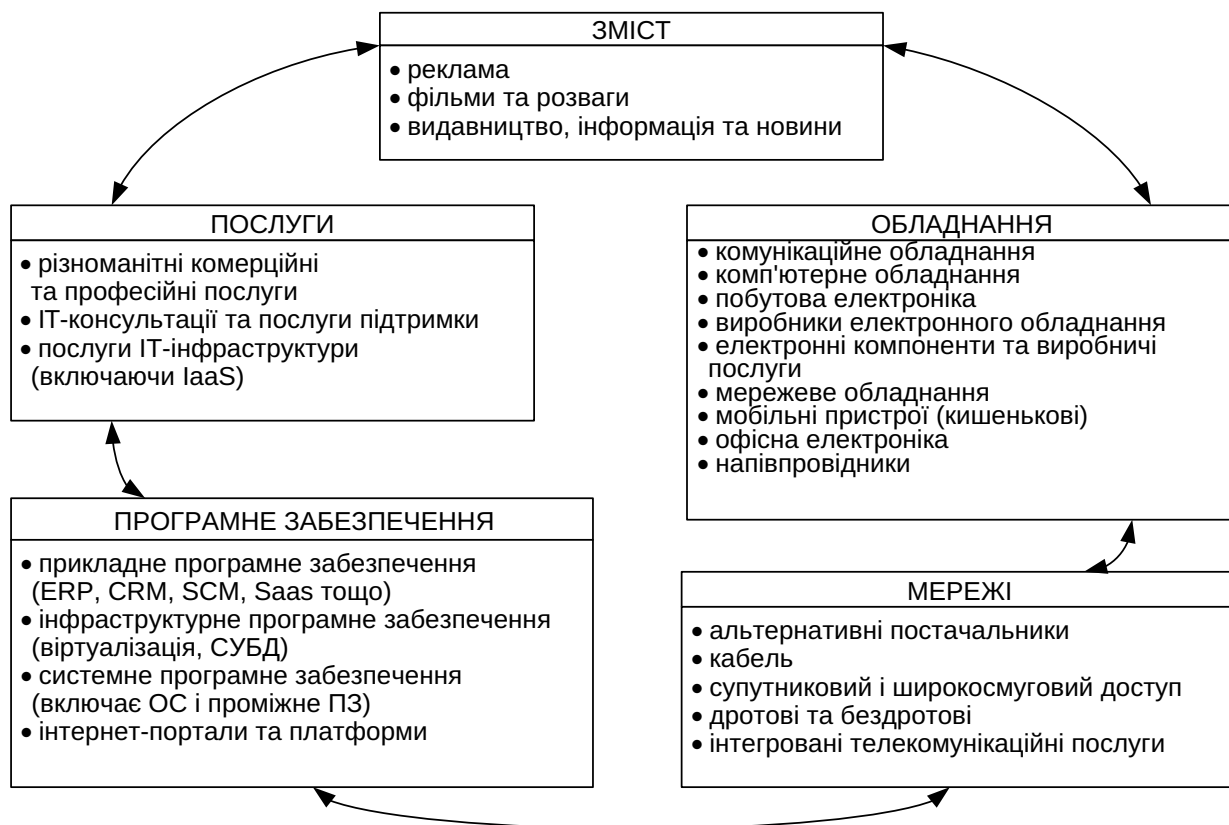 ЗМІСТ
• реклама
• фільми та розваги
• видавництво, інформація та новини
ПОСЛУГИ
• різноманітні комерційні
та професійні послуги
• ІТ-консультації та послуги підтримки
• послуги ІТ-інфраструктури
(включаючи IaaS)
ОБЛАДНАННЯ
• комунікаційне обладнання
• комп'ютерне обладнання
• побутова електроніка
• виробники електронного обладнання
• електронні компоненти та виробничі
послуги
• мережеве обладнання
• мобільні пристрої (кишенькові)
• офісна електроніка
• напівпровідники
ПРОГРАМНЕ ЗАБЕЗПЕЧЕННЯ
• прикладне програмне забезпечення
(ERP, CRM, SCM, Saas тощо)
• інфраструктурне програмне забезпечення
(віртуалізація, СУБД)
• системне програмне забезпечення
(включає ОС і проміжне ПЗ)
• інтернет-портали та платформи
МЕРЕЖІ
• альтернативні постачальники
• кабель
• супутниковий і широкосмуговий доступ
• дротові та бездротові
• інтегровані телекомунікаційні послуги